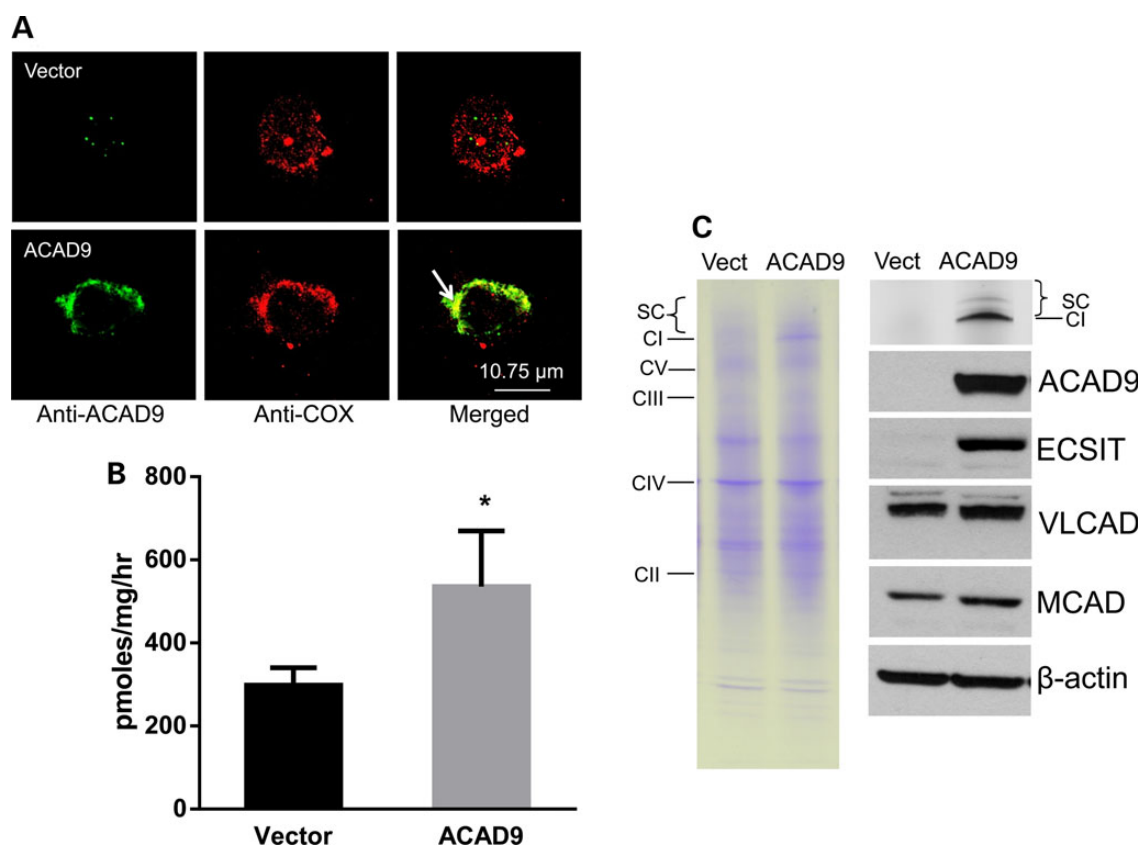 A
Vector
ACAD9
10.75 µm
Anti-ACAD9 Anti-COX Merged
B
pmoles/mg/hr
800
600
400
200
0
*
Vector ACAD9
C
Vect ACAD9
SC
CI
CV
CIII
CIV
CII
Vect ACAD9
SC
CI
ACAD9
ECSIT
VLCAD
MCAD
β-actin